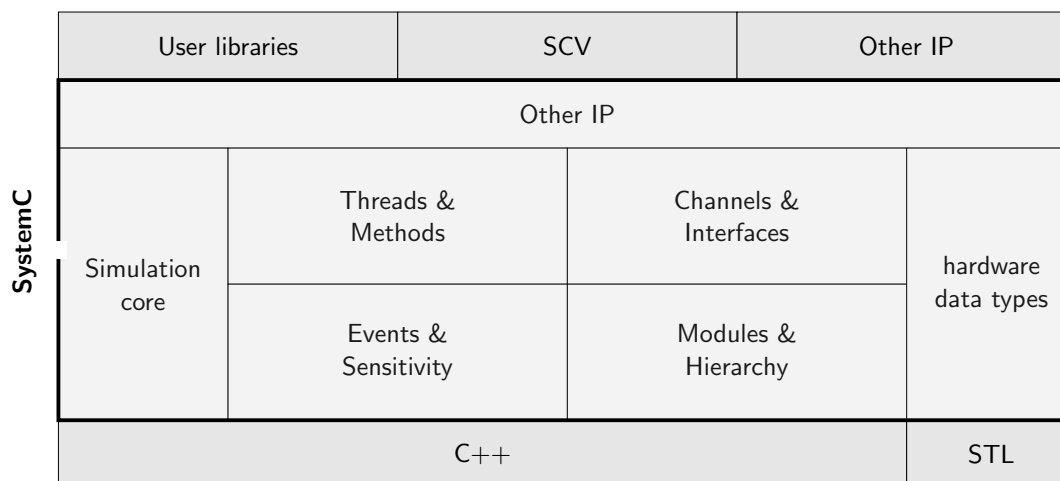 User libraries
SCV
Other IP
Other IP
SystemC
Simulation
core
Threads &
Methods
Channels &
Interfaces
hardware
data types
Events &
Sensitivity
Modules &
Hierarchy
C++
STL